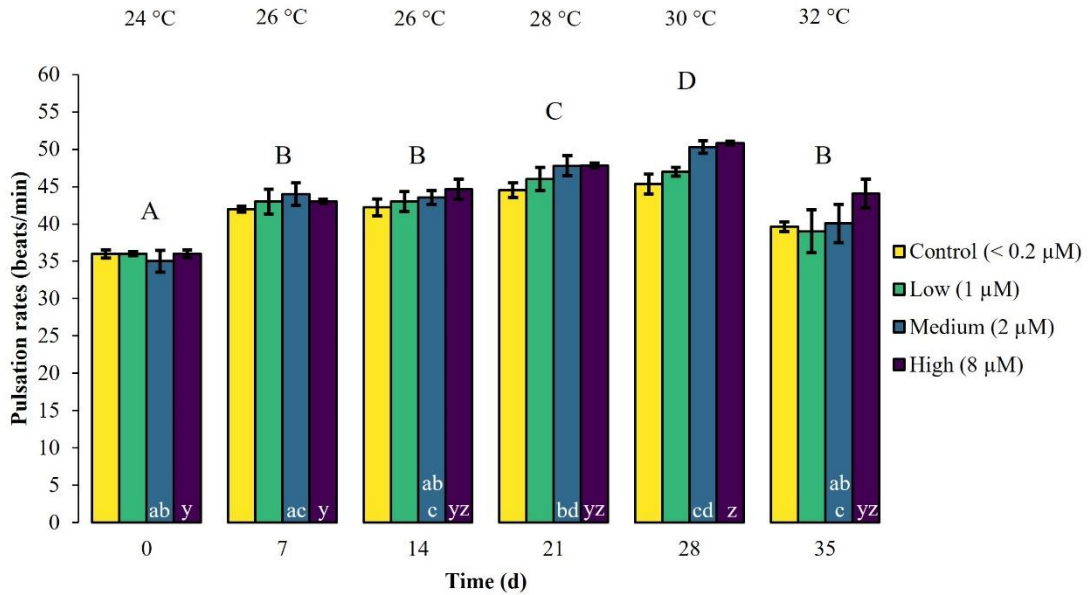 24 °C 26 °C 26 °C 28 °C 30 °C 32 °C
Pulsation rates (beats/min)
60
55
50
45
40
35
30
25
20
15
10
5
0
A B B C D B
ab y ac y ab c yz bd yz cd z ab c yz
0 7 14 21 28 35
Time (d)
Control (< 0.2 µM)
Low (1 µM)
Medium (2 µM)
High (8 µM)